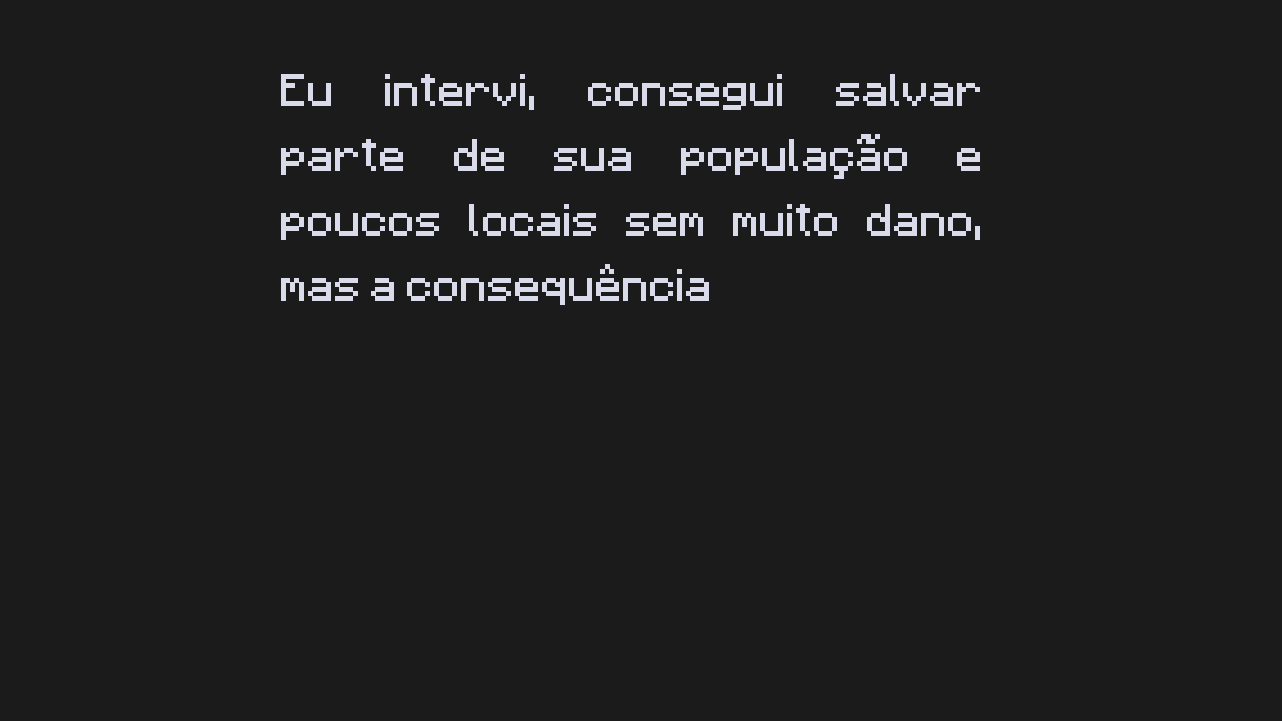 Eu intervi, consegui salvar
parte de sua população e
poucos locais sem muito dano,
mas a consequência